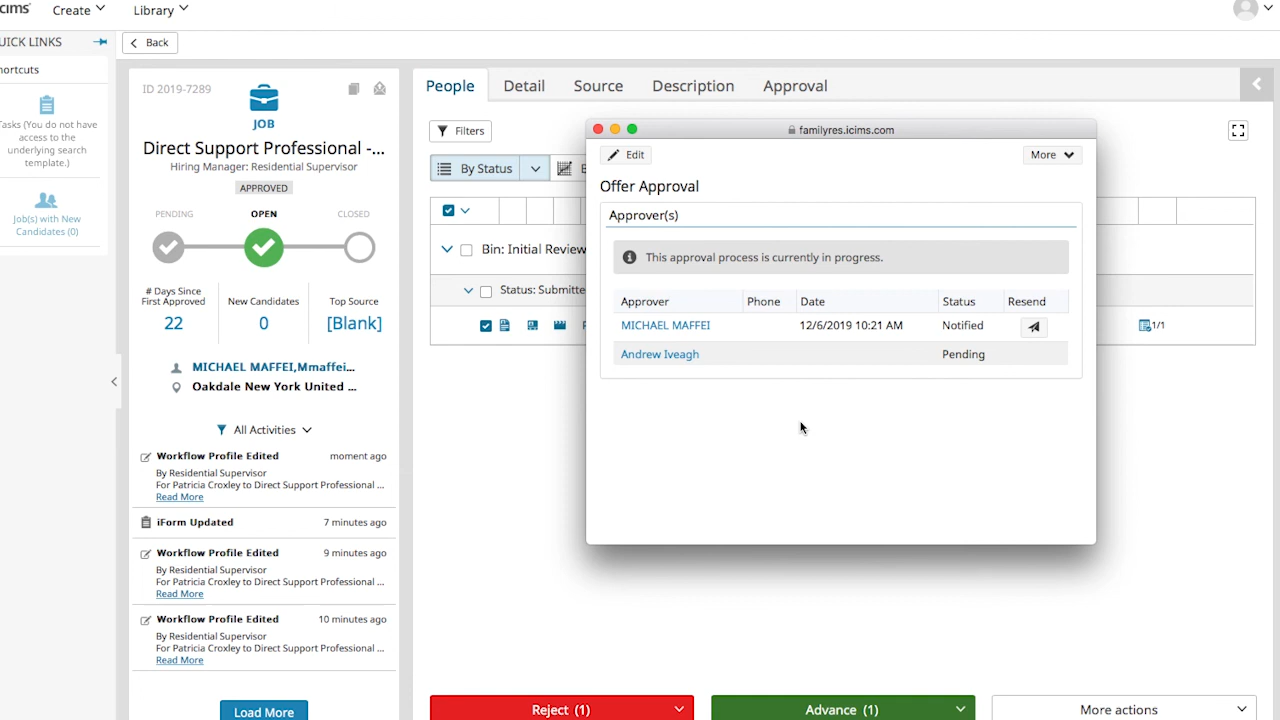 cims
Create
Library
UICK LINKS
Back
hortcuts
Tasks (You do not have
access to the
underlying search
template.)
Job(s) with New
Candidates (0)
ID 2019-7289
JOB
Direct Support Professional -...
Hiring Manager: Residential Supervisor
APPROVED
PENDING
OPEN
CLOSED
# Days Since
First Approved
22
New Candidates
0
Top Source
[Blank]
MICHAEL MAFFEI,Mmaffei...
Oakdale New York United ...
All Activities
Workflow Profile Edited moment ago
By Residential Supervisor
For Patricia Croxley to Direct Support Professional ...
Read More
iForm Updated 7 minutes ago
Workflow Profile Edited 9 minutes ago
By Residential Supervisor
For Patricia Croxley to Direct Support Professional ...
Read More
Workflow Profile Edited 10 minutes ago
By Residential Supervisor
For Patricia Croxley to Direct Support Professional ...
Read More
Load More
People Detail Source Description Approval
Filters
By Status
Bin: Initial Review
Status: Submitte
1/1
familyres.icims.com
Edit
More
Offer Approval
Approver(s)
This approval process is currently in progress.
Approver Phone Date Status Resend
MICHAEL MAFFEI 12/6/2019 10:21 AM Notified
Andrew Iveagh Pending
Reject (1)
Advance (1)
More actions